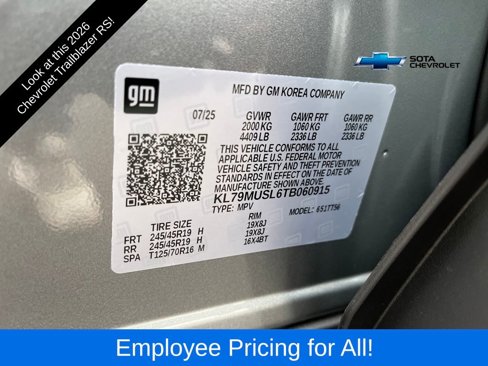 Look at this 2026
Chevrolet Trailblazer RS!
SOTA
CHEVROLET
gm
MFD BY GM KOREA COMPANY
07/25 GVWR GAWR FRT GAWR RR
2000 KG 1060 KG 1060 KG
4409 LB 2336 LB 2336 LB
THIS VEHICLE CONFORMS TO ALL
APPLICABLE U.S. FEDERAL MOTOR
VEHICLE SAFETY AND THEFT PREVENTION
STANDARDS IN EFFECT ON THE DATE OF
MANUFACTURE SHOWN ABOVE.
KL79MUSL6TB060915
TYPE: MPV MODEL: 6S1TT56
TIRE SIZE RIM
FRT 245/45R19 H 19X8J
RR 245/45R19 H 19X8J
SPA T125/70R16 M 16X4BT
Employee Pricing for All!